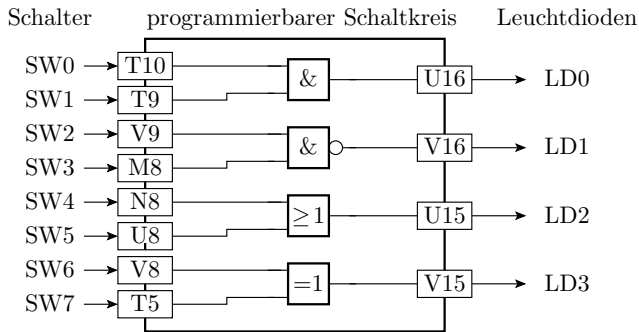 Schalter programmierbarer Schaltkreis Leuchtdioden
SW0 T10 & U16 LD0
SW1 T9
SW2 V9 & V16 LD1
SW3 M8
SW4 N8 ≥1 U15 LD2
SW5 U8
SW6 V8 =1 V15 LD3
SW7 T5